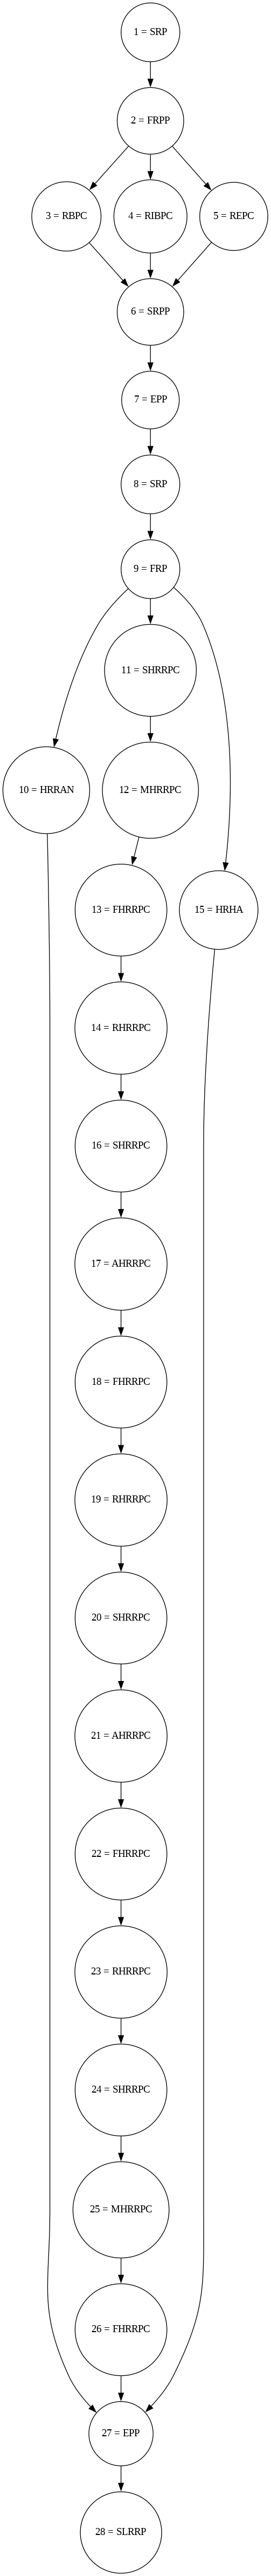 1 = SRP
2 = FRPP
3 = RBPC
4 = RIBPC
5 = REPC
6 = SRPP
7 = EPP
8 = SRP
9 = FRP
11 = SHRRPC
10 = HRRAN
12 = MHRRPC
13 = FHRRPC
15 = HRHA
14 = RHRRPC
16 = SHRRPC
17 = AHRRPC
18 = FHRRPC
19 = RHRRPC
20 = SHRRPC
21 = AHRRPC
22 = FHRRPC
23 = RHRRPC
24 = SHRRPC
25 = MHRRPC
26 = FHRRPC
27 = EPP
28 = SLRRP